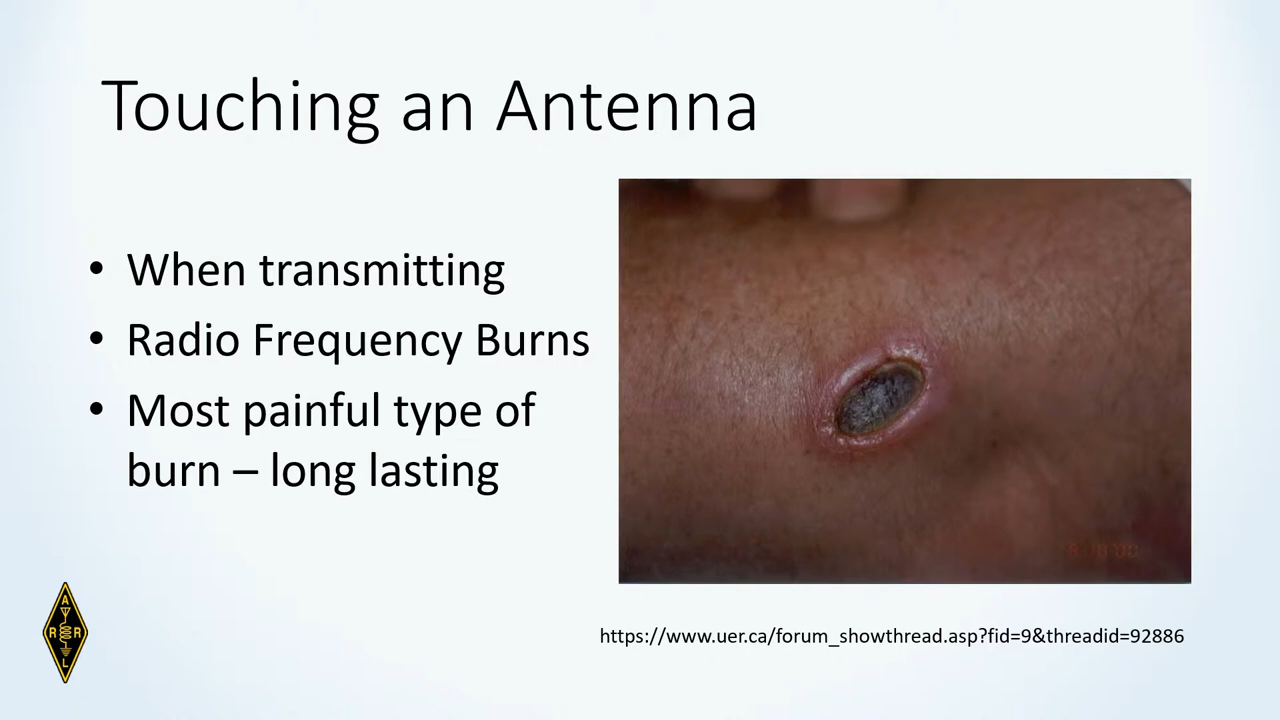 Touching an Antenna
• When transmitting
• Radio Frequency Burns
• Most painful type of
burn – long lasting
A
R R
L
https://www.uer.ca/forum_showthread.asp?fid=9&threadid=92886